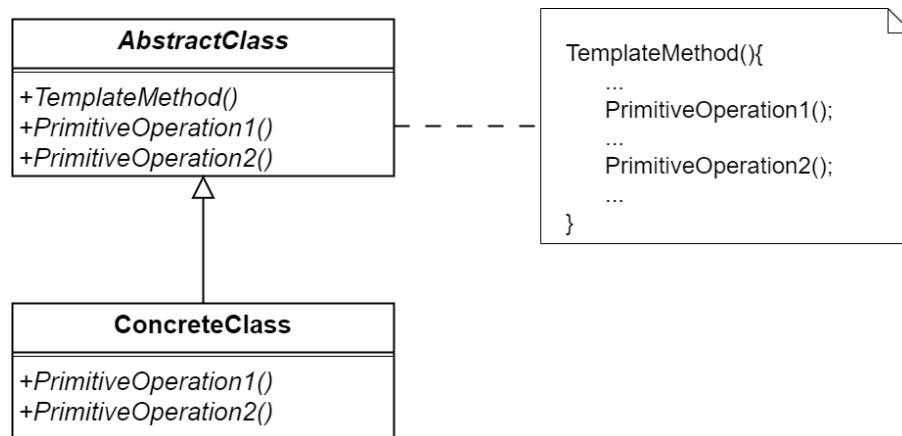 AbstractClass
+TemplateMethod()
+PrimitiveOperation1()
+PrimitiveOperation2()
TemplateMethod(){
...
PrimitiveOperation1();
...
PrimitiveOperation2();
...
}
ConcreteClass
+PrimitiveOperation1()
+PrimitiveOperation2()